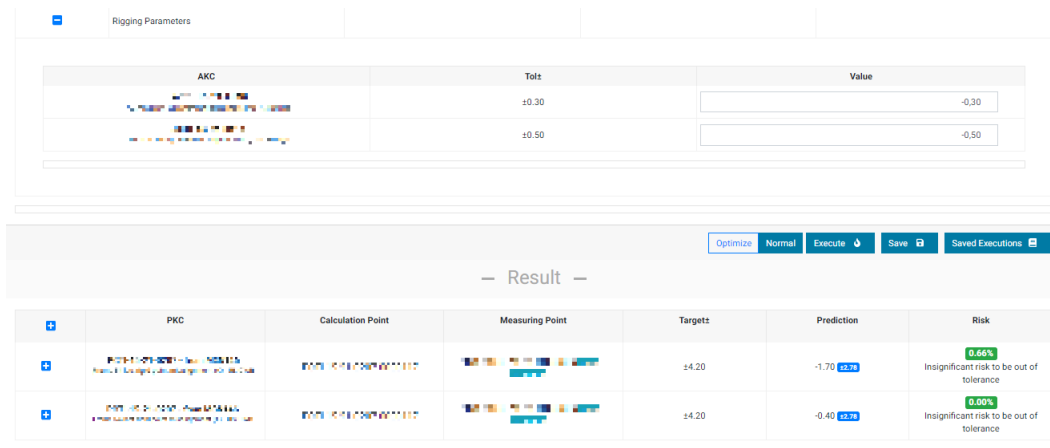 Rigging Parameters
AKC Tol± Value
±0.30 -0,30
±0.50 -0,50
Optimize Normal Execute Save Saved Executions
— Result —
PKC Calculation Point Measuring Point Target± Prediction Risk
±4.20 -1.70 ±2.78 0.66%
Insignificant risk to be out of
tolerance
±4.20 -0.40 ±2.78 0.00%
Insignificant risk to be out of
tolerance